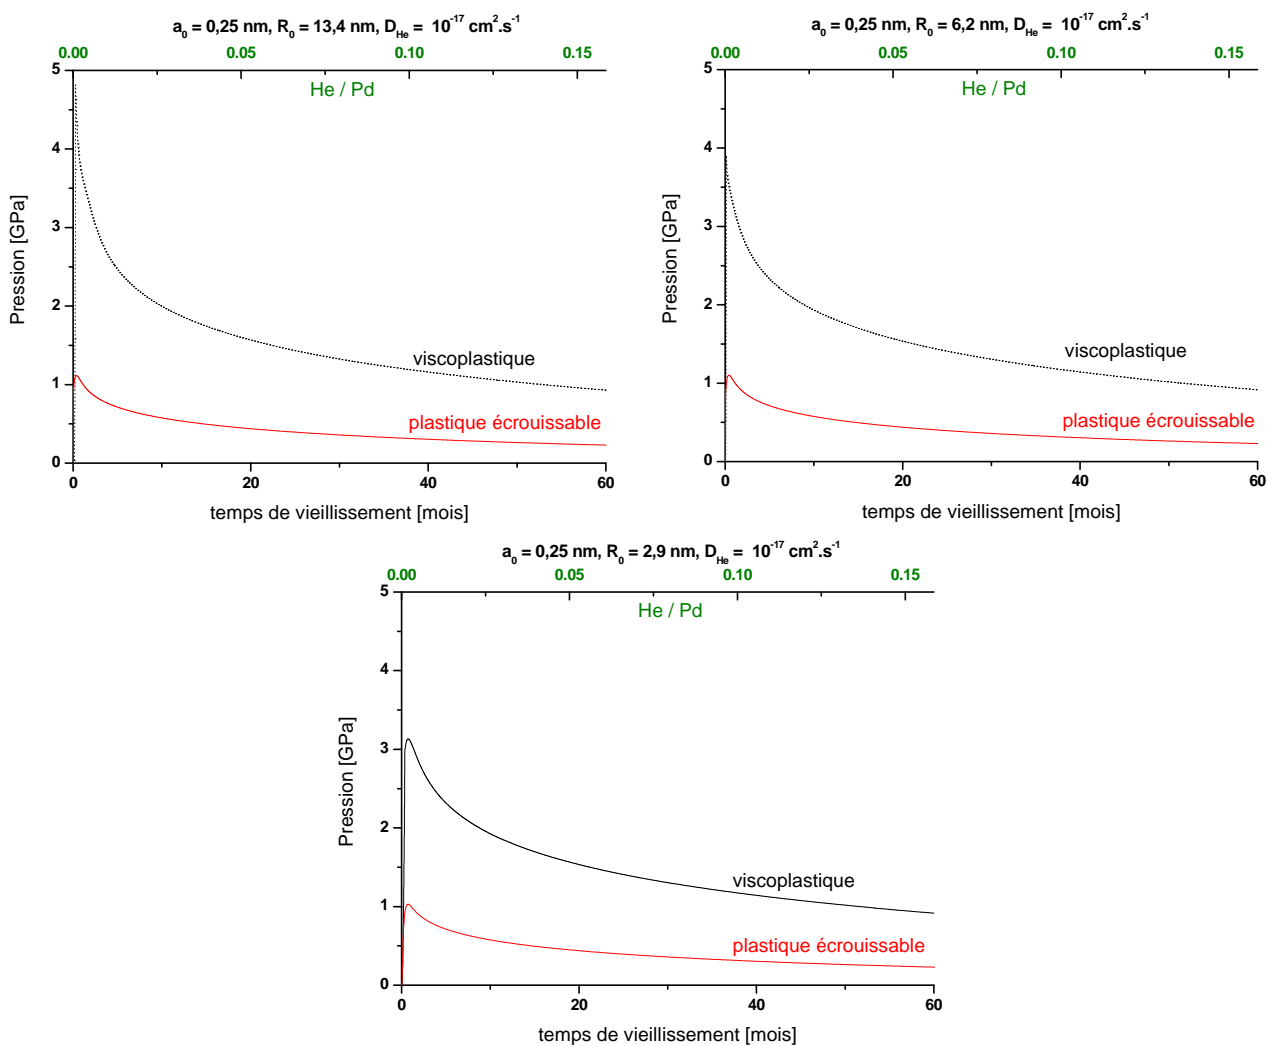 a₀ = 0,25 nm, R₀ = 13,4 nm, D_He = 10⁻¹⁷ cm².s⁻¹
0.00 0.05 0.10 0.15
He / Pd
5
4
3
2
1
0
Pression [GPa]
viscoplastique
plastique écrouissable
0 20 40 60
temps de vieillissement [mois]
a₀ = 0,25 nm, R₀ = 6,2 nm, D_He = 10⁻¹⁷ cm².s⁻¹
0.00 0.05 0.10 0.15
He / Pd
5
4
3
2
1
0
Pression [GPa]
viscoplastique
plastique écrouissable
0 20 40 60
temps de vieillissement [mois]
a₀ = 0,25 nm, R₀ = 2,9 nm, D_He = 10⁻¹⁷ cm².s⁻¹
0.00 0.05 0.10 0.15
He / Pd
5
4
3
2
1
0
Pression [GPa]
viscoplastique
plastique écrouissable
0 20 40 60
temps de vieillissement [mois]